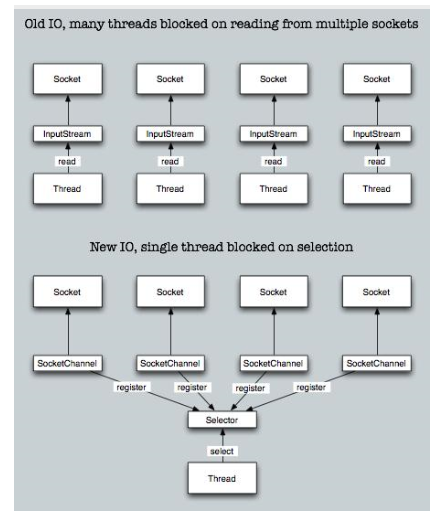 Old IO, many threads blocked on reading from multiple sockets
Socket Socket Socket Socket
InputStream InputStream InputStream InputStream
read read read read
Thread Thread Thread Thread
New IO, single thread blocked on selection
Socket Socket Socket Socket
SocketChannel SocketChannel SocketChannel SocketChannel
register register register register
Selector
select
Thread